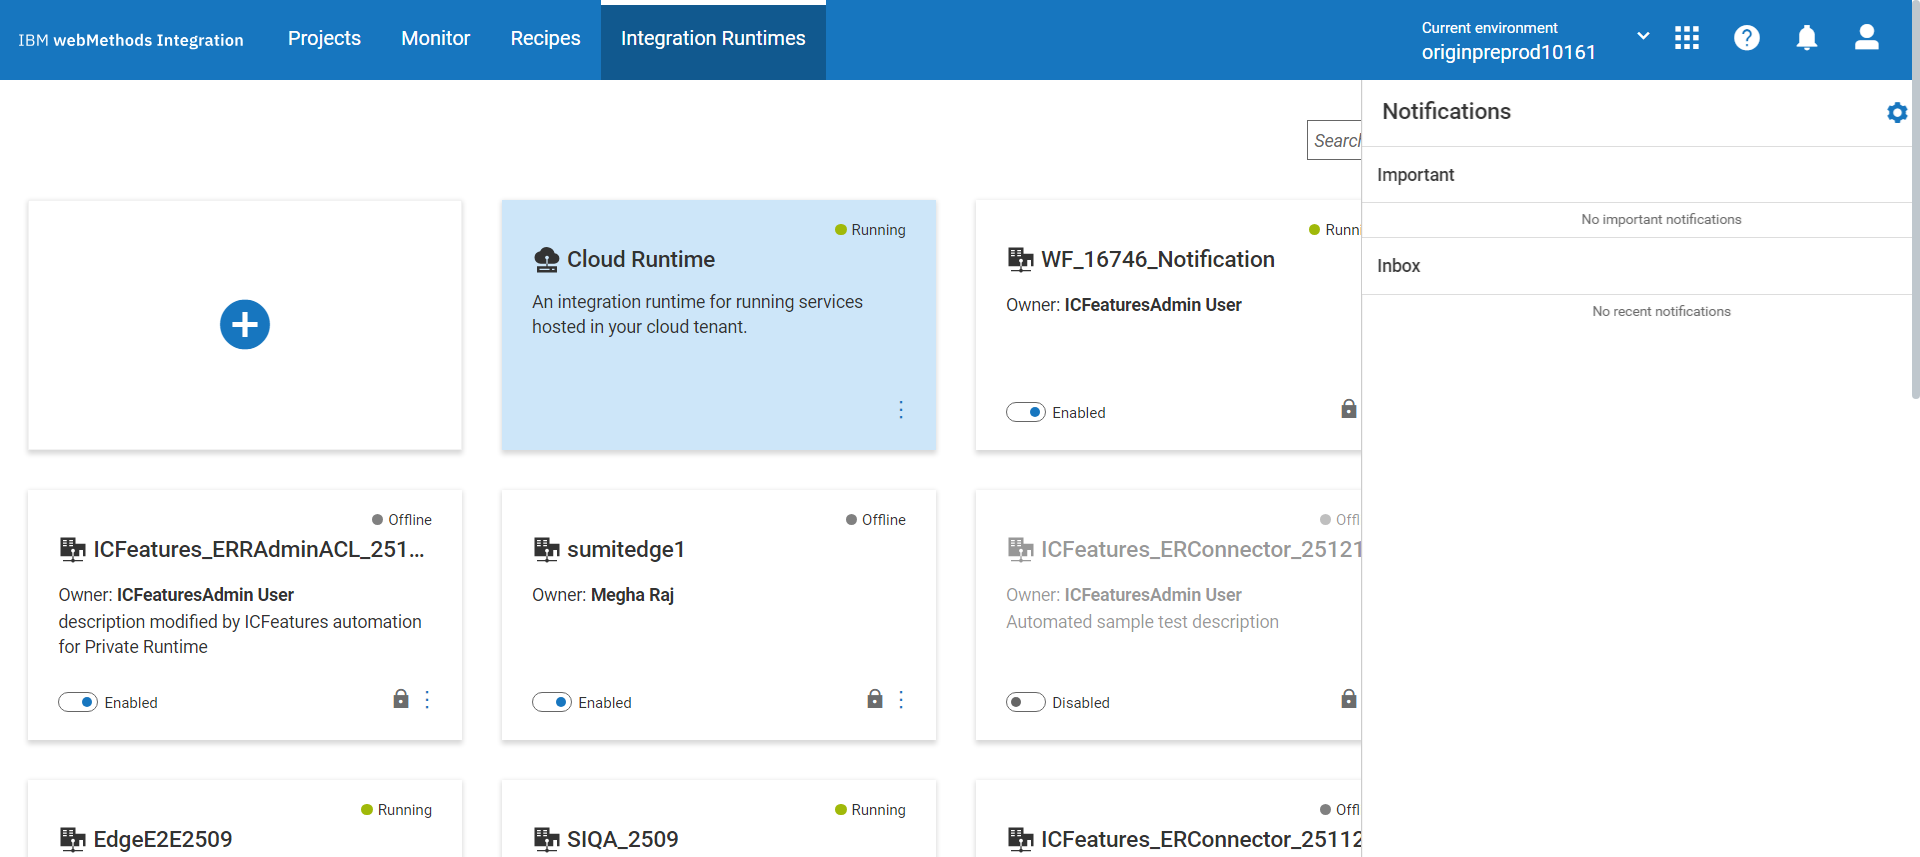 IBM webMethods Integration
Projects
Monitor
Recipes
Integration Runtimes
Current environment
originpreprod10161
Notifications
Important
No important notifications
Inbox
No recent notifications
Search
Running
Cloud Runtime
An integration runtime for running services
hosted in your cloud tenant.
Runni
WF_16746_Notification
Owner: ICFeaturesAdmin User
Enabled
Offline
ICFeatures_ERRAdminACL_251...
Owner: ICFeaturesAdmin User
description modified by ICFeatures automation
for Private Runtime
Enabled
Offline
sumitedge1
Owner: Megha Raj
Enabled
Offl
ICFeatures_ERConnector_25121
Owner: ICFeaturesAdmin User
Automated sample test description
Disabled
Running
EdgeE2E2509
Running
SIQA_2509
Offl
ICFeatures_ERConnector_25112